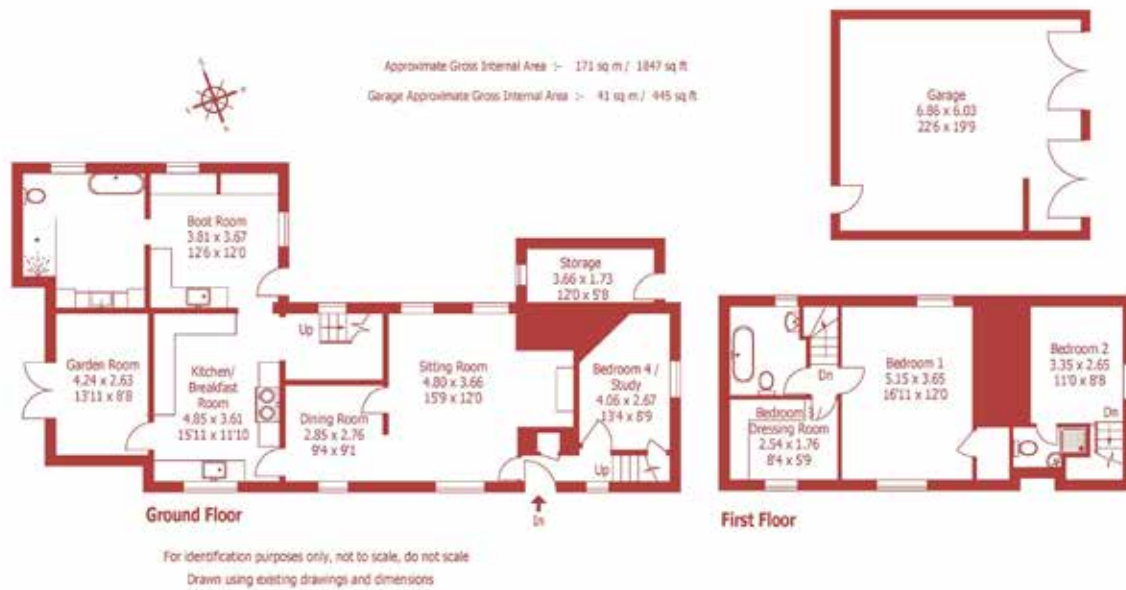 Approximate Gross Internal Area :- 171 sq m / 1847 sq ft
Garage Approximate Gross Internal Area :- 41 sq m / 445 sq ft
Garage
6.86 x 6.03
22'6 x 19'9
Boot Room
3.81 x 3.67
12'6 x 12'0
Storage
3.66 x 1.73
12'0 x 5'8
Garden Room
4.24 x 2.63
13'11 x 8'8
Kitchen/
Breakfast
Room
4.85 x 3.61
15'11 x 11'10
Up
Dining Room
2.85 x 2.76
9'4 x 9'1
Sitting Room
4.80 x 3.66
15'9 x 12'0
Bedroom 4 /
Study
4.06 x 2.67
13'4 x 8'9
Up
In
Ground Floor
Dn
Bedroom 3 /
Dressing Room
2.54 x 1.76
8'4 x 5'9
Bedroom 1
5.15 x 3.65
16'11 x 12'0
Bedroom 2
3.35 x 2.65
11'0 x 8'8
Dn
First Floor
For identification purposes only, not to scale, do not scale
Drawn using existing drawings and dimensions